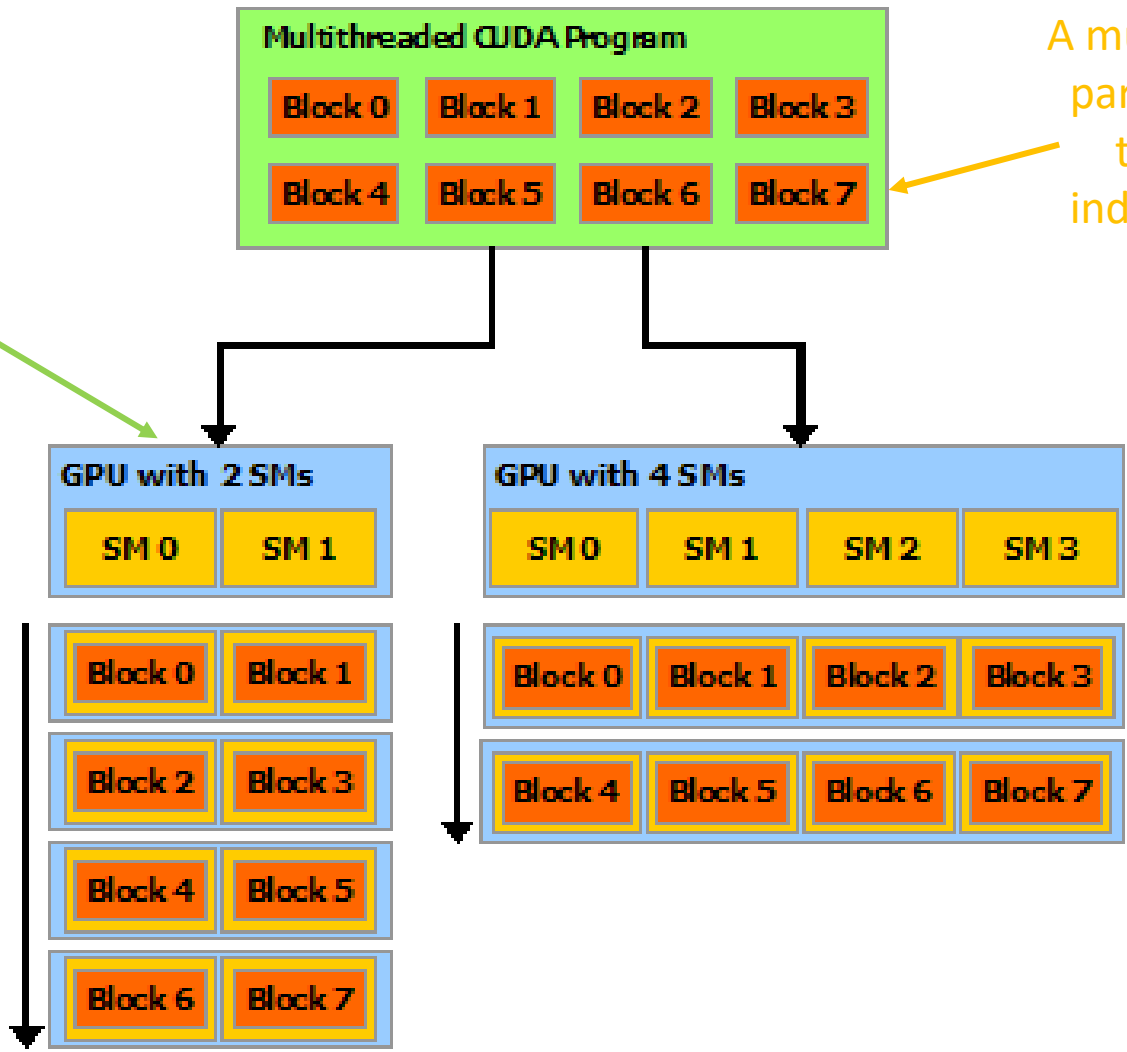 Multithreaded CUDA Program
Block 0 Block 1 Block 2 Block 3
Block 4 Block 5 Block 6 Block 7
A
GPU with 2 SMs
SM 0 SM 1
Block 0 Block 1
Block 2 Block 3
Block 4 Block 5
Block 6 Block 7
GPU with 4 SMs
SM 0 SM 1 SM 2 SM 3
Block 0 Block 1 Block 2 Block 3
Block 4 Block 5 Block 6 Block 7